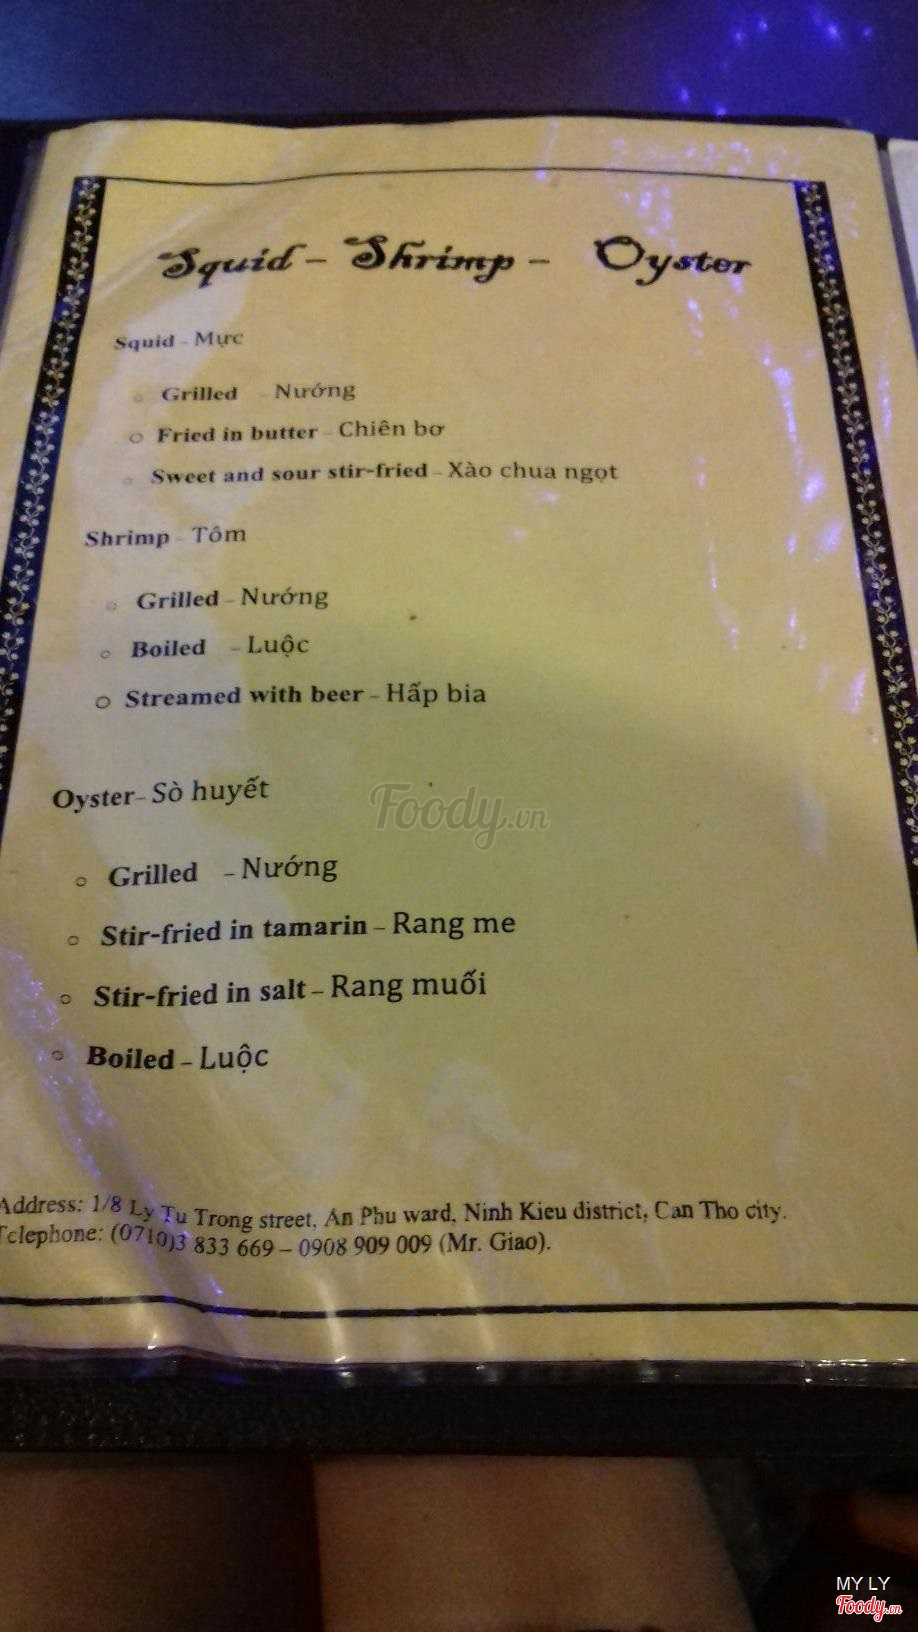 Squid - Shrimp - Oyster
Squid - Mực
Grilled - Nướng
Fried in butter - Chiên bơ
Sweet and sour stir-fried - Xào chua ngọt
Shrimp - Tôm
Grilled - Nướng
Boiled - Luộc
Streamed with beer - Hấp bia
Oyster- Sò huyết
Foody.vn
Grilled - Nướng
Stir-fried in tamarin - Rang me
Stir-fried in salt - Rang muối
Boiled - Luộc
Address: 1/8 Ly Tu Trong street, An Phu ward, Ninh Kieu district, Can Tho city.
Telephone: (0710)3 833 669 – 0908 909 009 (Mr. Giao).
MY LY
Foody.vn